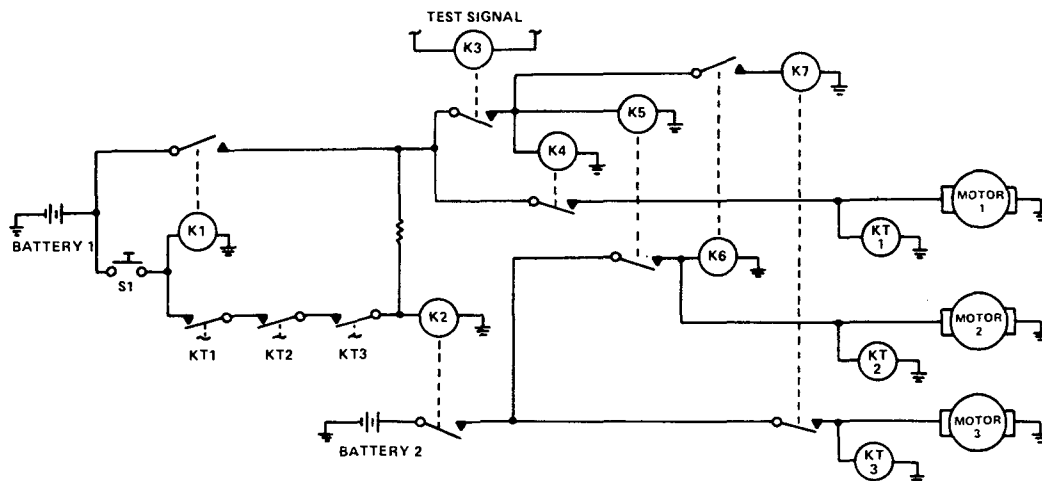 TEST SIGNAL
K3
K7
K5
K4
K1
BATTERY 1
S1
MOTOR
1
KT
1
K6
K2
KT1
KT2
KT3
MOTOR
2
KT
2
BATTERY 2
MOTOR
3
KT
3